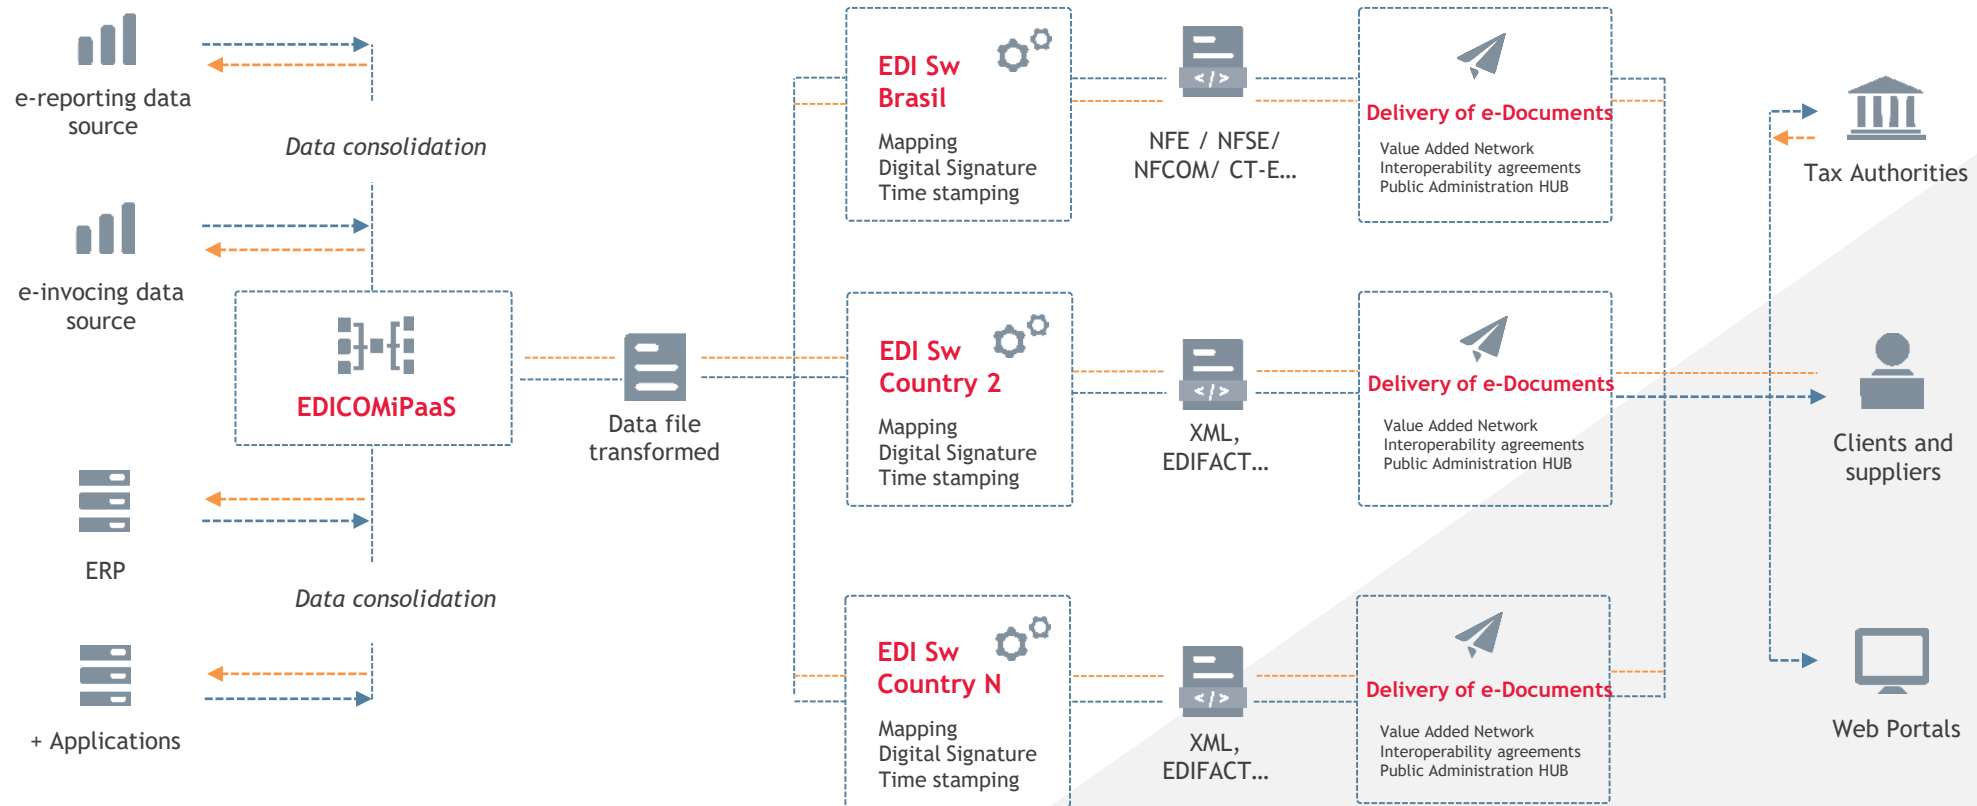 e-reporting data
source
Data consolidation
e-invocing data
source
EDICOMiPaaS
ERP
Data consolidation
+ Applications
Data file
transformed
EDI Sw
Brasil
Mapping
Digital Signature
Time stamping
</>
NFE / NFSE/
NFCOM/ CT-E...
Delivery of e-Documents
Value Added Network
Interoperability agreements
Public Administration HUB
EDI Sw
Country 2
Mapping
Digital Signature
Time stamping
</>
XML,
EDIFACT...
Delivery of e-Documents
Value Added Network
Interoperability agreements
Public Administration HUB
EDI Sw
Country N
Mapping
Digital Signature
Time stamping
</>
XML,
EDIFACT...
Delivery of e-Documents
Value Added Network
Interoperability agreements
Public Administration HUB
Tax Authorities
Clients and
suppliers
Web Portals